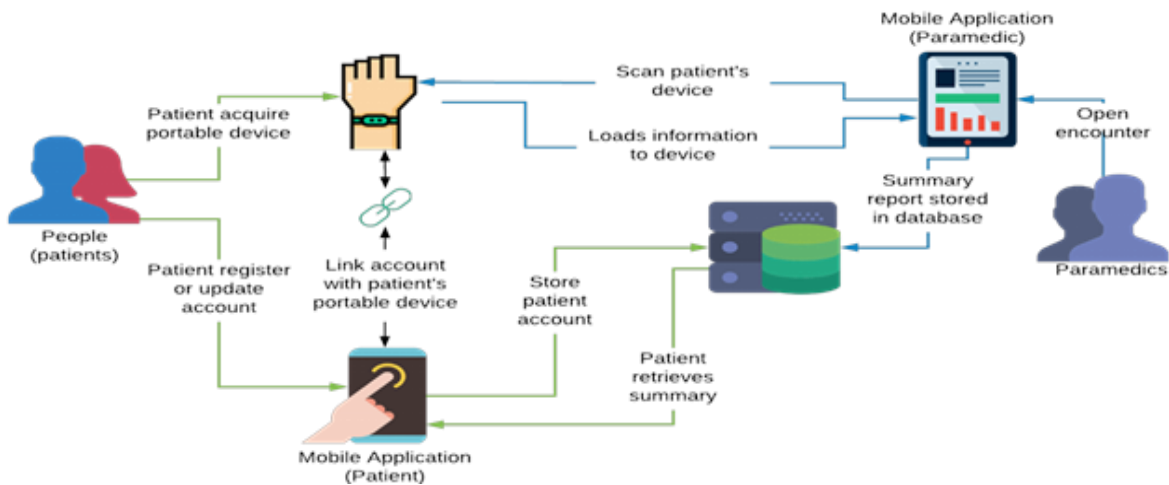 Mobile Application
(Paramedic)
Scan patient's
device
Patient acquire
portable device
Open
encounter
Loads information
to device
Summary
report stored
in database
People
(patients)
Paramedics
Patient register
or update
account
Link account
with patient's
portable device
Store
patient
account
Patient
retrieves
summary
Mobile Application
(Patient)